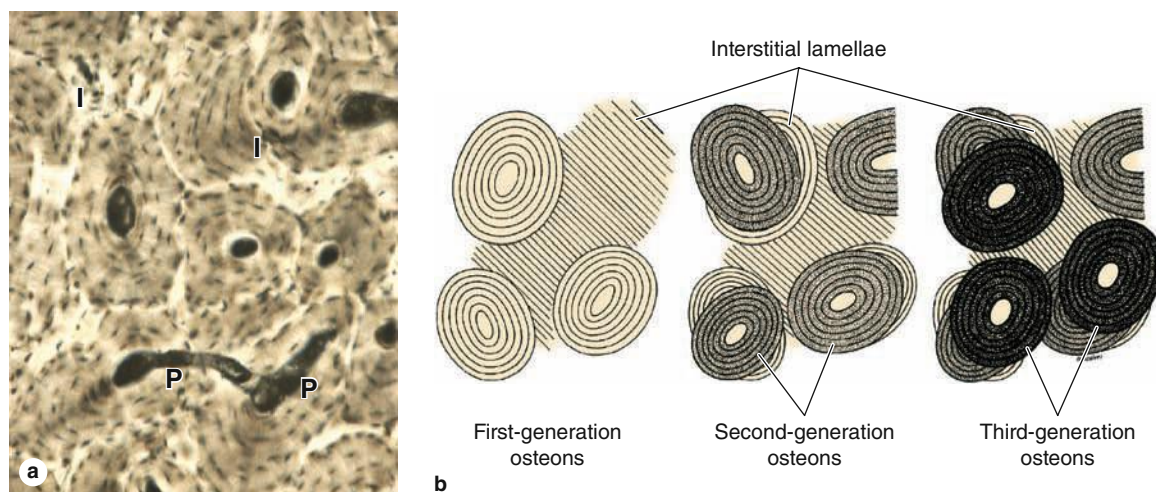 Interstitial lamellae
I
I
P
P
First-generation
osteons
Second-generation
osteons
Third-generation
osteons
a
b